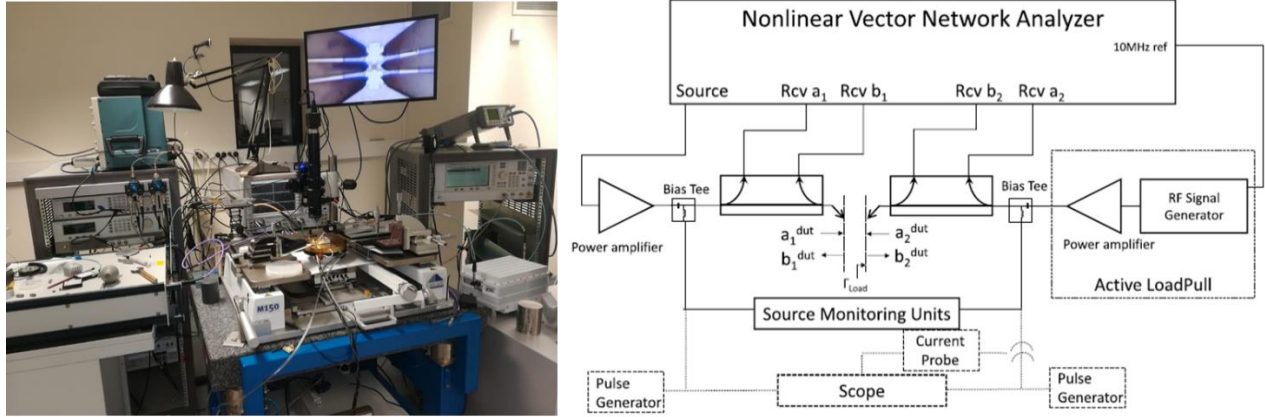 M150
Nonlinear Vector Network Analyzer
10MHz ref
Source
Rcv a1
Rcv b1
Rcv b2
Rcv a2
Bias Tee
Bias Tee
RF Signal
Generator
Power amplifier
Power amplifier
a1dut
a2dut
b1dut
b2dut
ΓLoad
Active LoadPull
Source Monitoring Units
Current
Probe
Pulse
Generator
Scope
Pulse
Generator